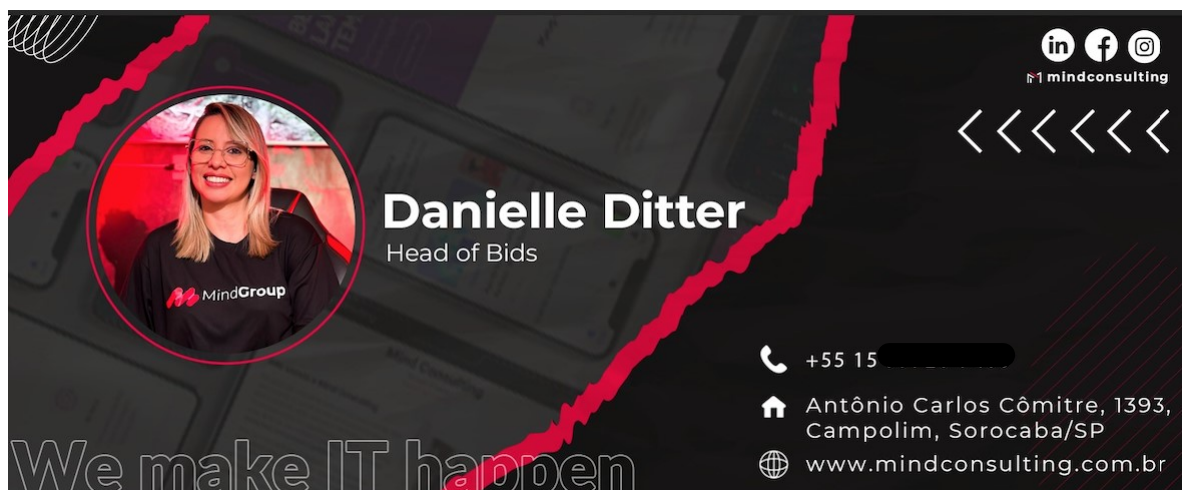 mindconsulting
Danielle Ditter
Head of Bids
MindGroup
+55 15
Antônio Carlos Cômitre, 1393,
Campolim, Sorocaba/SP
www.mindconsulting.com.br
We make IT happen